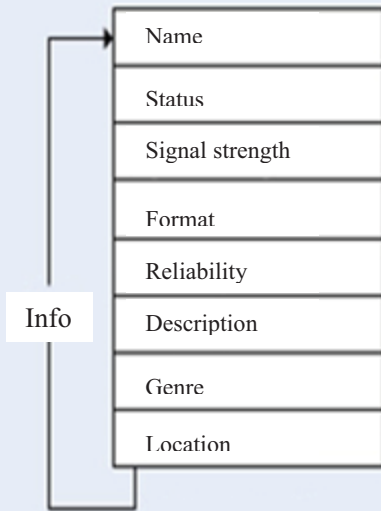 Name
Status
Signal strength
Format
Reliability
Info
Description
Genre
Location